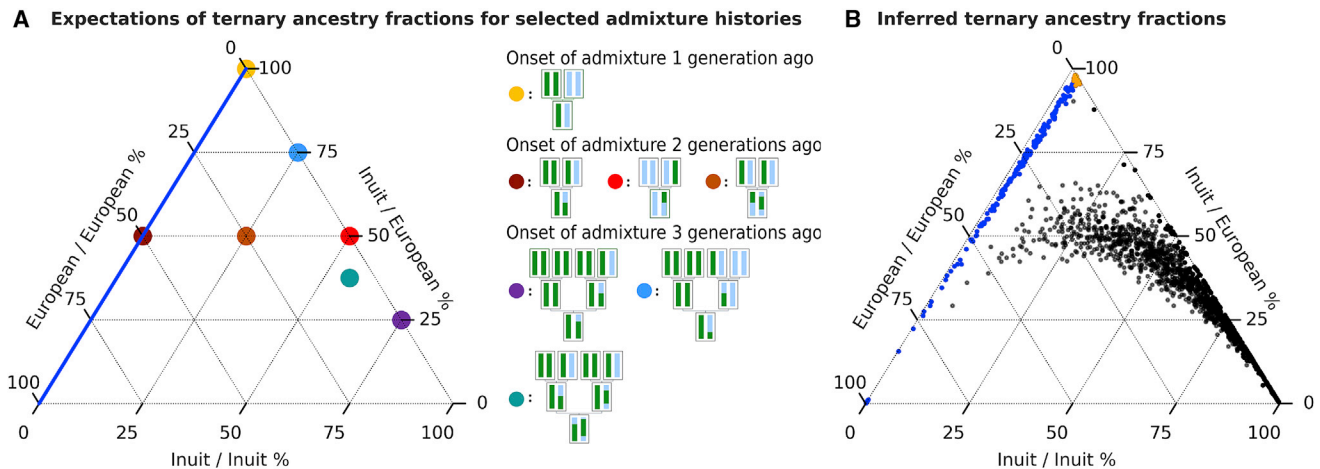 A Expectations of ternary ancestry fractions for selected admixture histories
0
100
25
75
50
50
75
25
100
0
European / European %
Inuit / European %
0 25 50 75 100
Inuit / Inuit %
Onset of admixture 1 generation ago
:
Onset of admixture 2 generations ago
: : :
Onset of admixture 3 generations ago
: :
:
B Inferred ternary ancestry fractions
0
100
25
75
50
50
75
25
100
0
European / European %
Inuit / European %
0 25 50 75 100
Inuit / Inuit %